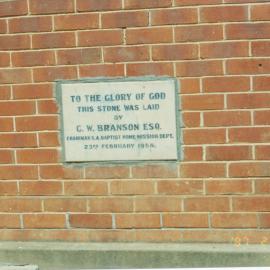 TO THE GLORY OF GOD
THIS STONE WAS LAID
BY
C. W. BRANSON ESQ.
CHAIRMAN S.A. BAPTIST HOME MISSION DEPT.
23RD FEBRUARY 1958.